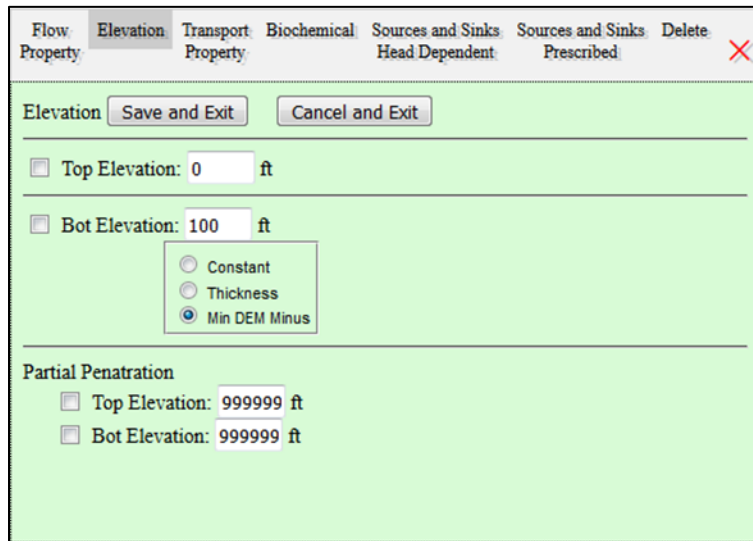 Flow Property Elevation Transport Property Biochemical Sources and Sinks Head Dependent Sources and Sinks Prescribed Delete
Elevation Save and Exit Cancel and Exit
Top Elevation: 0 ft
Bot Elevation: 100 ft
Constant
Thickness
Min DEM Minus
Partial Penatration
Top Elevation: 999999 ft
Bot Elevation: 999999 ft